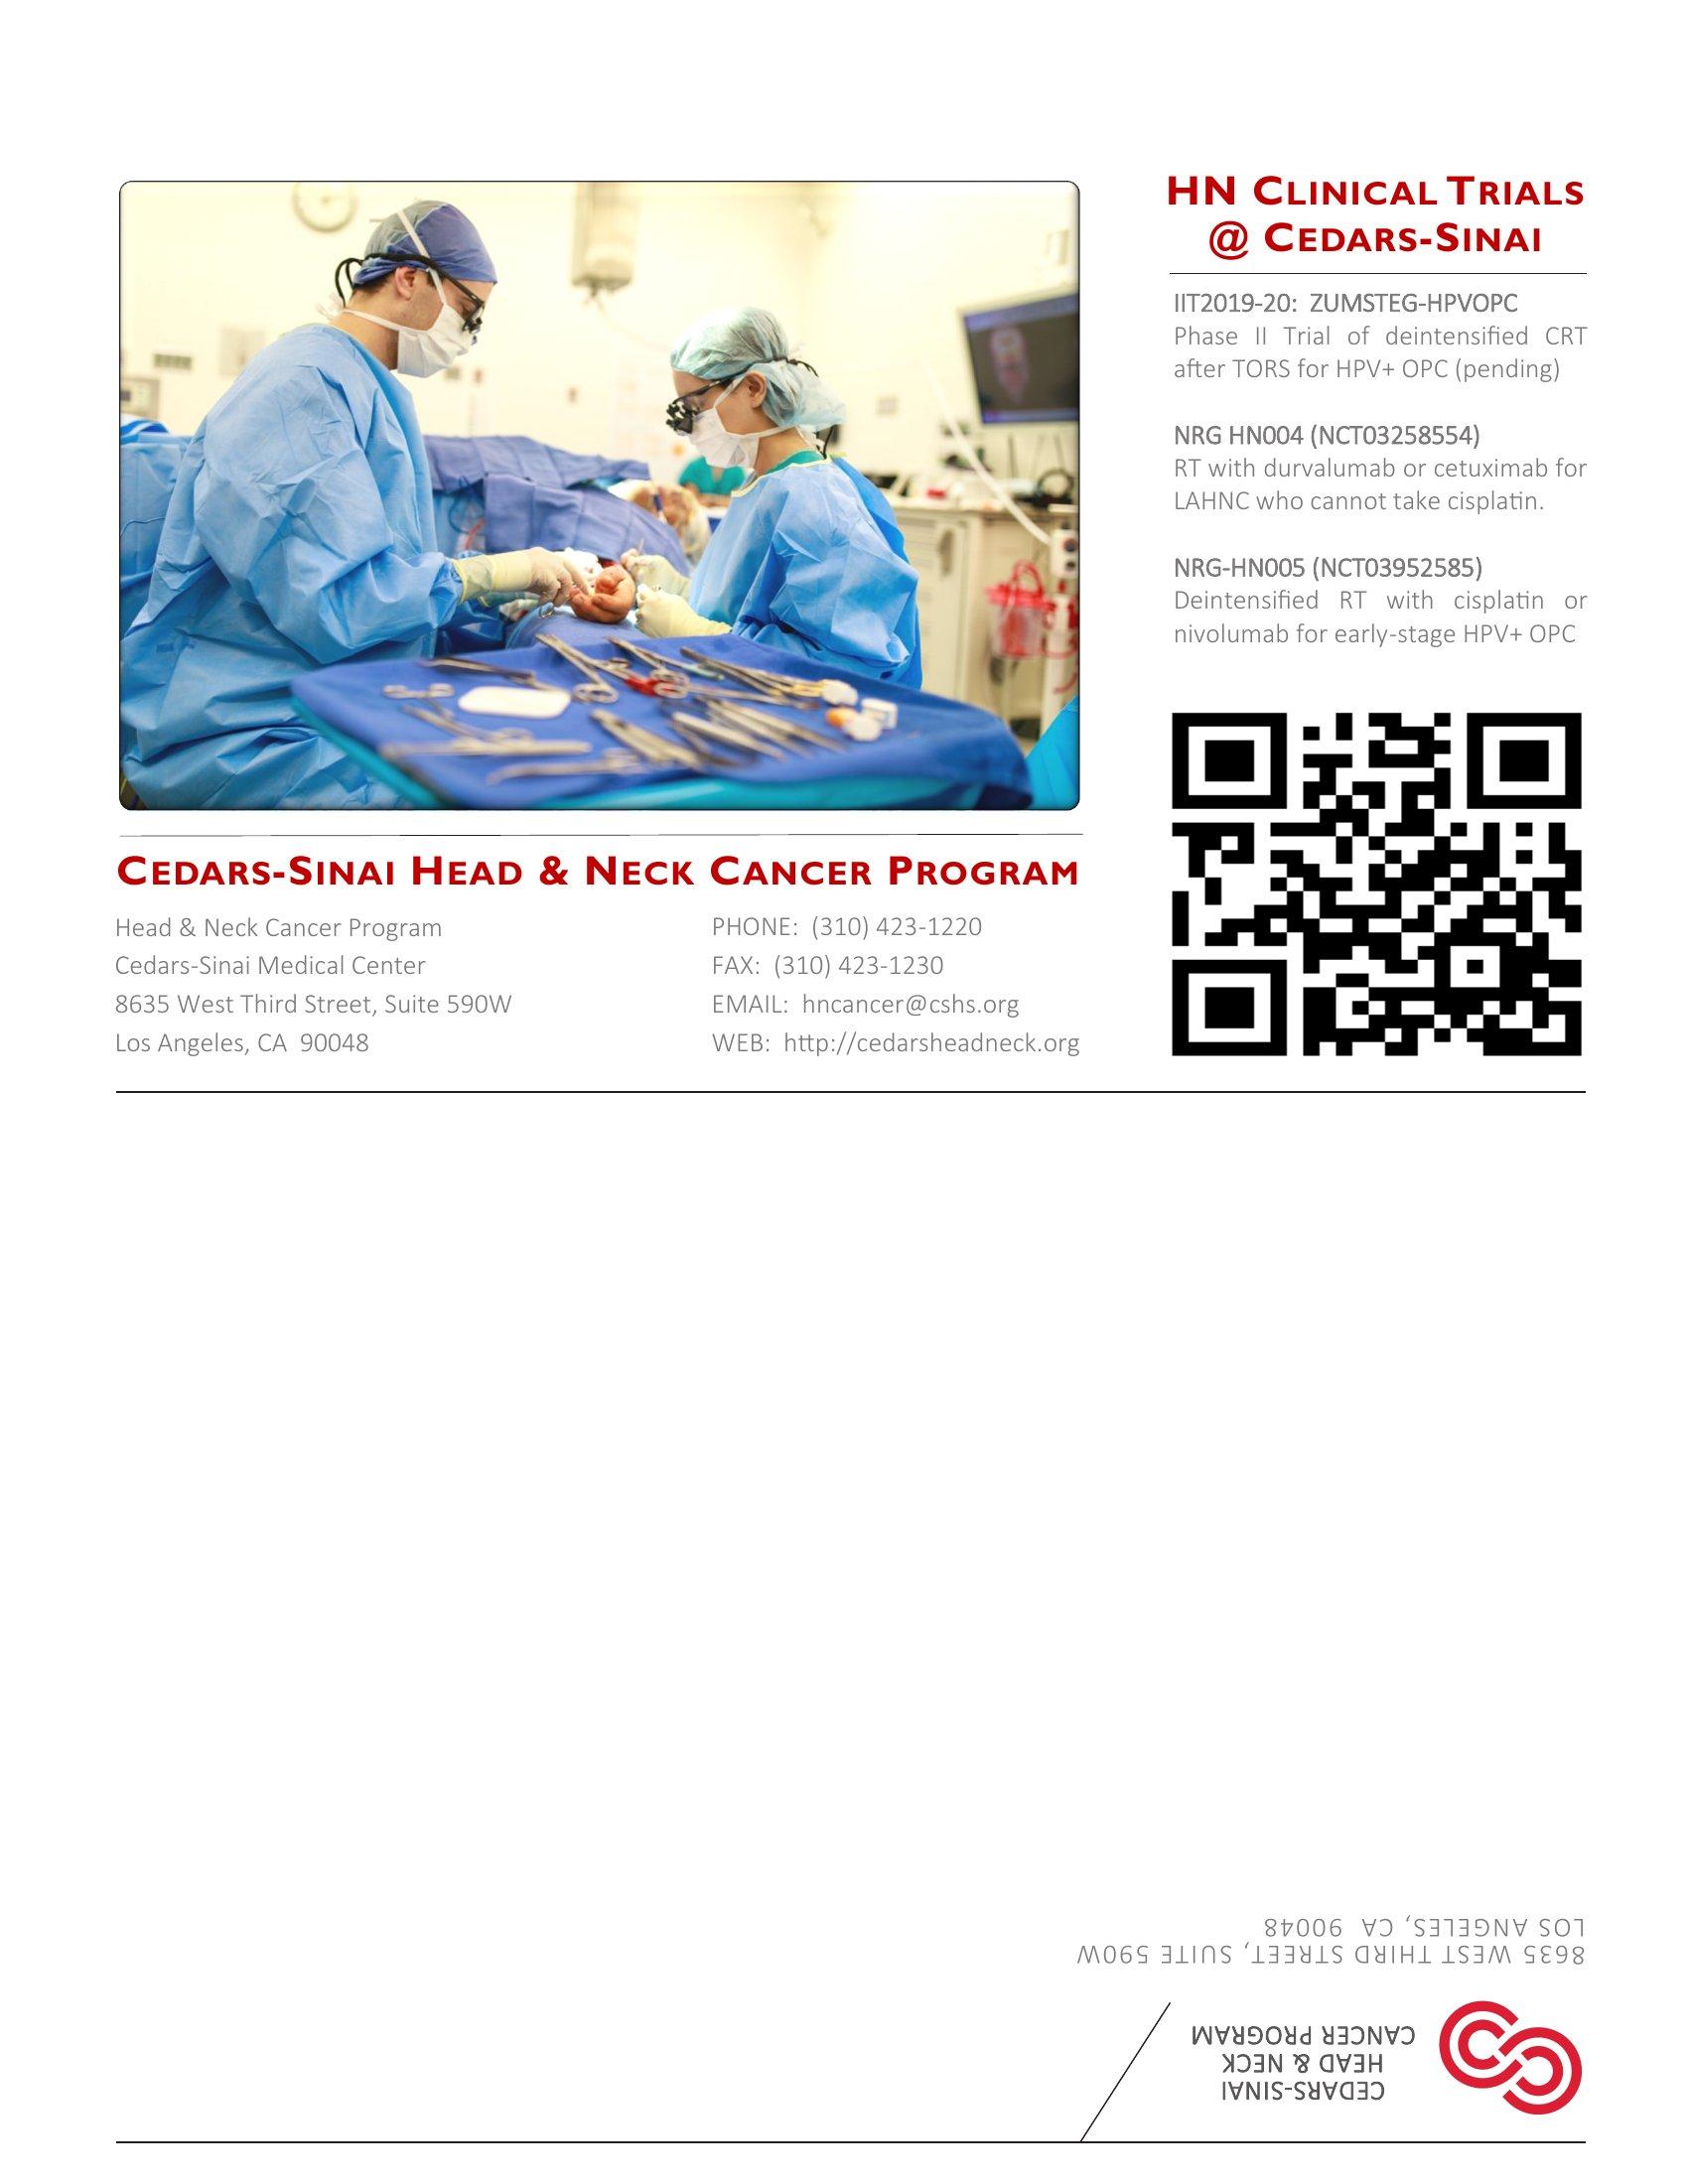 HN CLINICAL TRIALS
@ CEDARS-SINAI
IIT2019-20:  ZUMSTEG-HPVOPC
Phase II Trial of deintensified CRT
after TORS for HPV+ OPC (pending)
NRG HN004 (NCT03258554)
RT with durvalumab or cetuximab for
LAHNC who cannot take cisplatin.
NRG-HN005 (NCT03952585)
Deintensified RT with cisplatin or
nivolumab for early-stage HPV+ OPC
CEDARS-SINAI HEAD & NECK CANCER PROGRAM
Head & Neck Cancer Program
Cedars-Sinai Medical Center
8635 West Third Street, Suite 590W
Los Angeles, CA  90048
PHONE:  (310) 423-1220
FAX:  (310) 423-1230
EMAIL:  hncancer@cshs.org
WEB:  http://cedarsheadneck.org
CEDARS-SINAI
HEAD & NECK
CANCER PROGRAM
8635 WEST THIRD STREET, SUITE 590W
LOS ANGELES, CA  90048